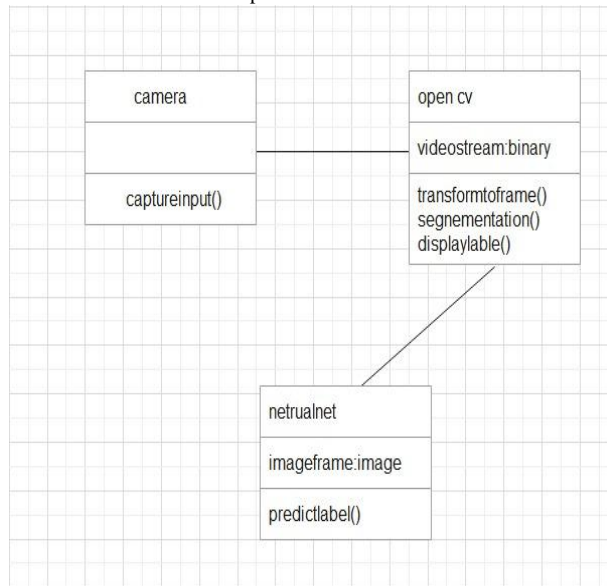 camera
captureinput()
open cv
videostream:binary
transformtoframe()
segnementation()
displaylable()
netrualnet
imageframe:image
predictlabel()